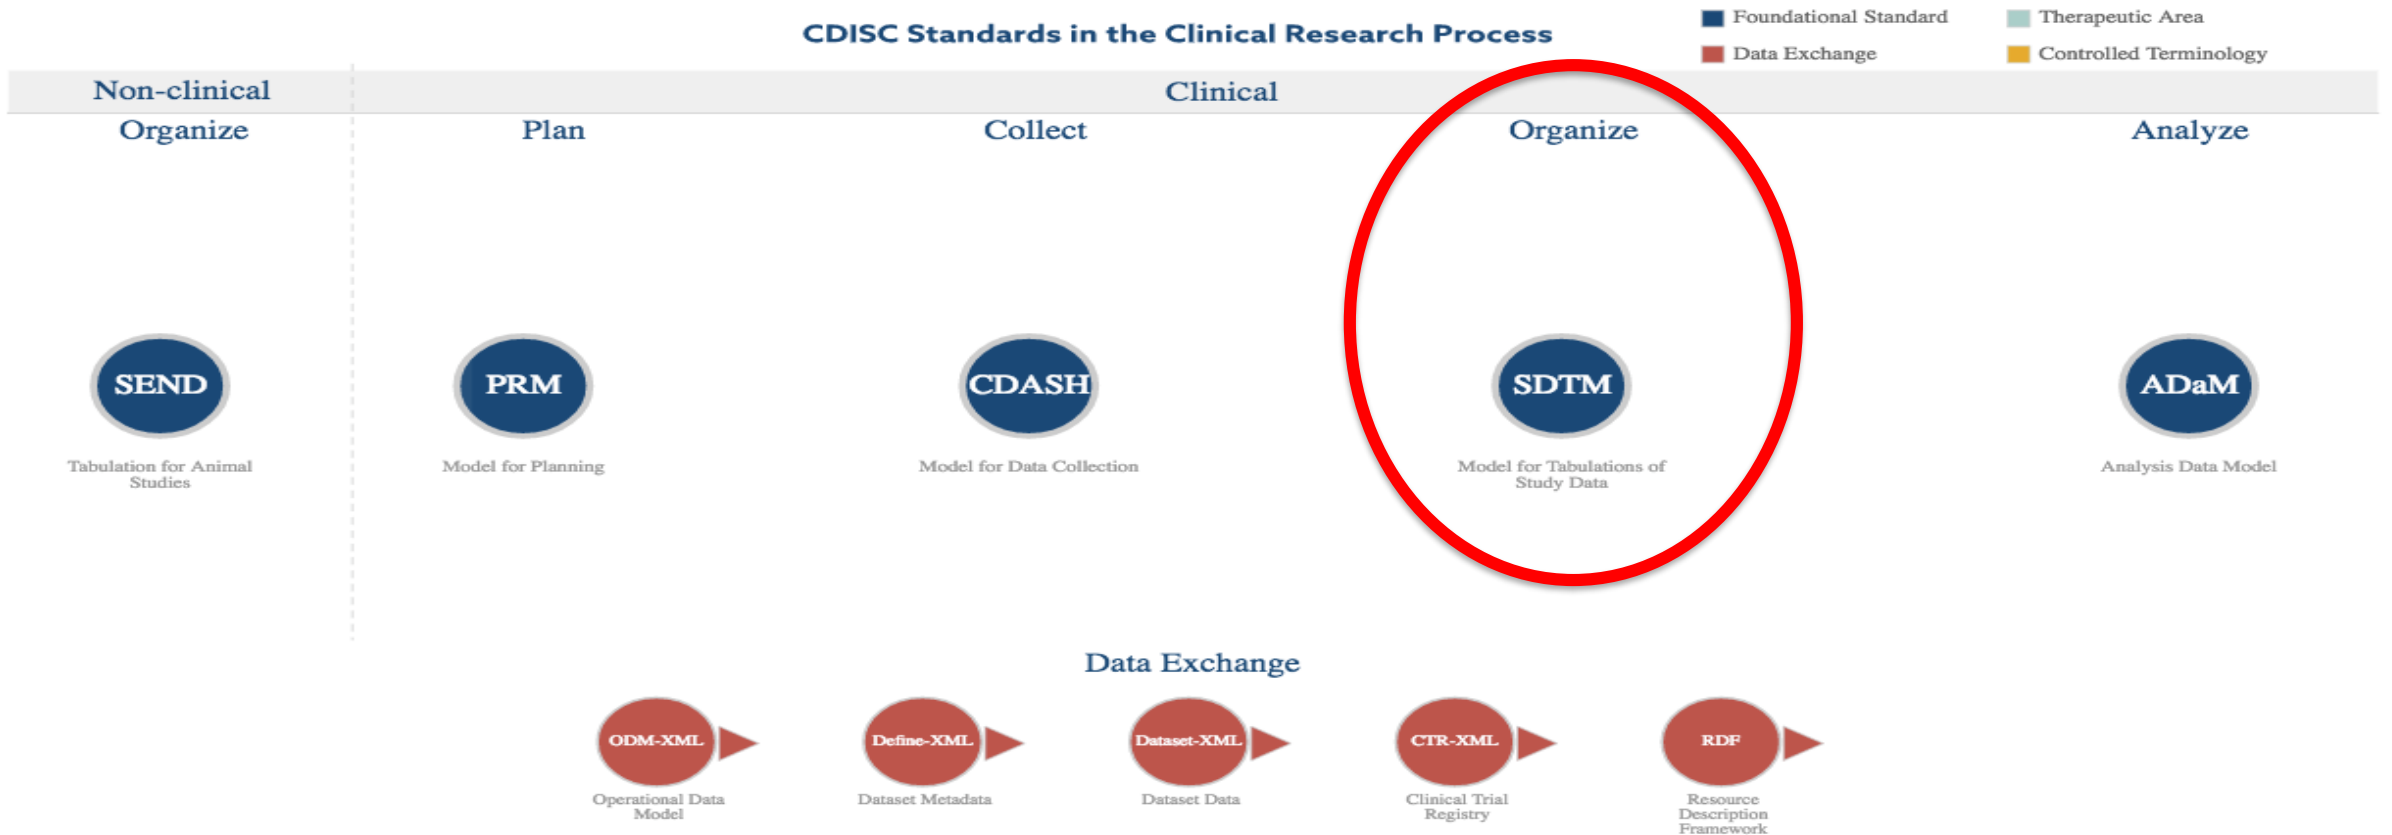 CDISC Standards in the Clinical Research Process
Foundational Standard
Therapeutic Area
Data Exchange
Controlled Terminology
Non-clinical
Clinical
Organize
Plan
Collect
Organize
Analyze
SEND
PRM
CDASH
SDTM
ADaM
Tabulation for Animal
Studies
Model for Planning
Model for Data Collection
Model for Tabulations of
Study Data
Analysis Data Model
Data Exchange
ODM-XML
Define-XML
Dataset-XML
CTR-XML
RDF
Operational Data
Model
Dataset Metadata
Dataset Data
Clinical Trial
Registry
Resource
Description
Framework